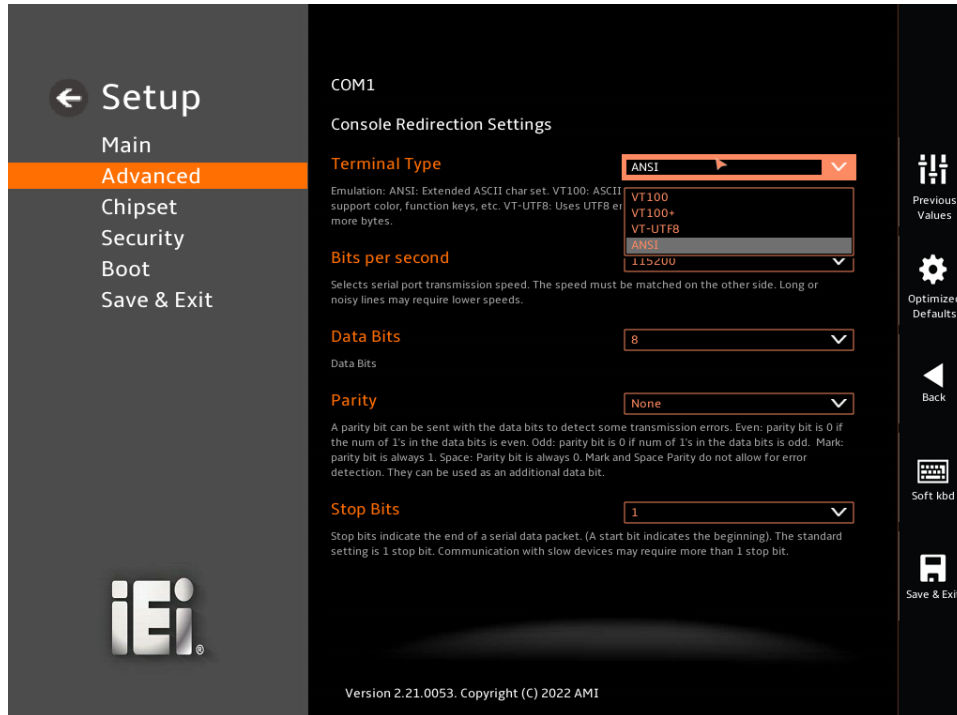 Setup
Main
Advanced
Chipset
Security
Boot
Save & Exit
iEi®
COM1
Console Redirection Settings
Terminal Type
ANSI
VT100
VT100+
VT-UTF8
ANSI
Emulation: ANSI: Extended ASCII char set. VT100: ASCII
support color, function keys, etc. VT-UTF8: Uses UTF8
more bytes.
Bits per second
115200
Selects serial port transmission speed. The speed must be matched on the other side. Long or
noisy lines may require lower speeds.
Data Bits
8
Data Bits
Parity
None
A parity bit can be sent with the data bits to detect some transmission errors. Even: parity bit is 0 if
the num of 1's in the data bits is even. Odd: parity bit is 0 if num of 1's in the data bits is odd. Mark:
parity bit is always 1. Space: Parity bit is always 0. Mark and Space Parity do not allow for error
detection. They can be used as an additional data bit.
Stop Bits
1
Stop bits indicate the end of a serial data packet. (A start bit indicates the beginning). The standard
setting is 1 stop bit. Communication with slow devices may require more than 1 stop bit.
Version 2.21.0053. Copyright (C) 2022 AMI
Previous
Values
Optimize
Defaults
Back
Soft kbd
Save & Exi